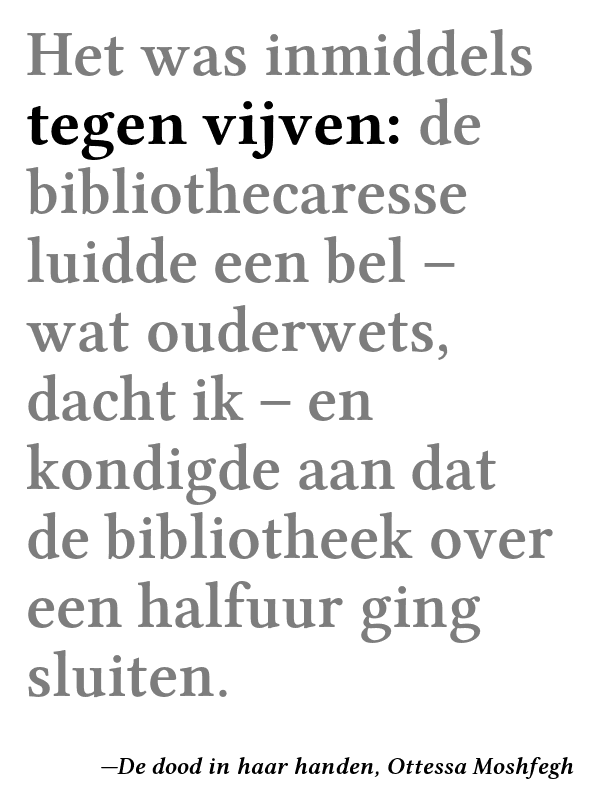 Het was inmiddels
tegen vijven: de
bibliothecaresse
luidde een bel –
wat ouderwets,
dacht ik – en
kondigde aan dat
de bibliotheek over
een halfuur ging
sluiten.
—De dood in haar handen, Ottessa Moshfegh